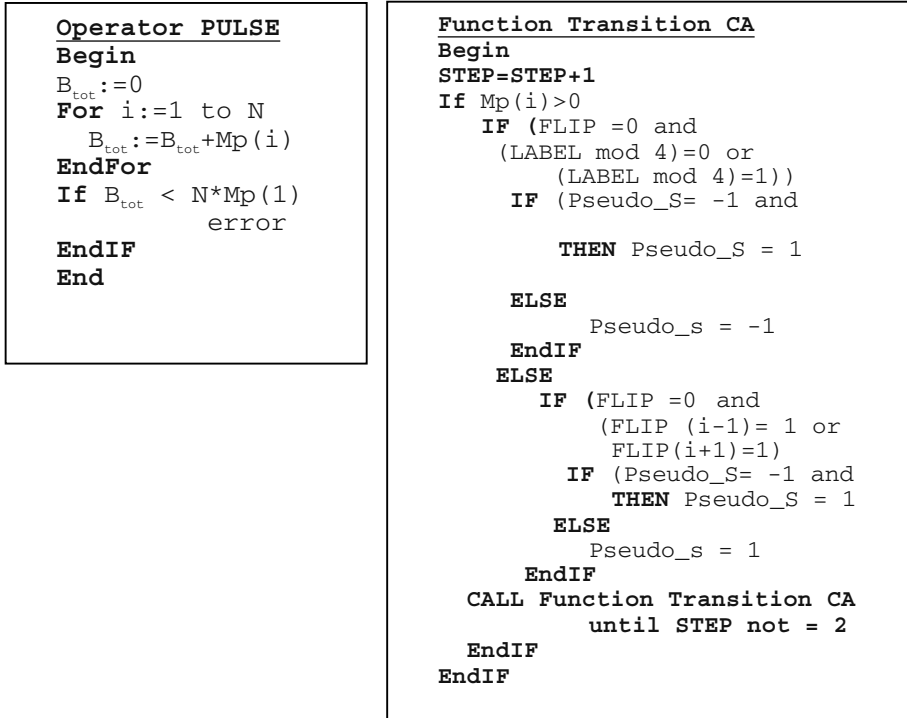 Operator PULSE
Begin
Btot:=0
For i:=1 to N
Btot:=Btot+Mp(i)
EndFor
If Btot < N*Mp(1)
error
EndIF
End
Function Transition CA
Begin
STEP=STEP+1
If Mp(i)>0
IF (FLIP =0 and
(LABEL mod 4)=0 or
(LABEL mod 4)=1))
IF (Pseudo_S= -1 and
THEN Pseudo_S = 1
ELSE
Pseudo_s = -1
EndIF
ELSE
IF (FLIP =0 and
(FLIP (i-1)= 1 or
FLIP(i+1)=1)
IF (Pseudo_S= -1 and
THEN Pseudo_S = 1
ELSE
Pseudo_s = 1
EndIF
CALL Function Transition CA
until STEP not = 2
EndIF
EndIF